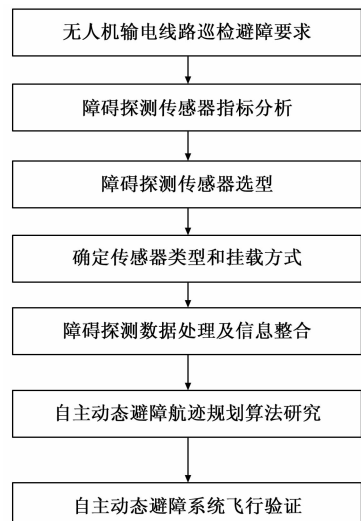 无人机输电线路巡检避障要求
障碍探测传感器指标分析
障碍探测传感器选型
确定传感器类型和挂载方式
障碍探测数据处理及信息整合
自主动态避障航迹规划算法研究
自主动态避障系统飞行验证